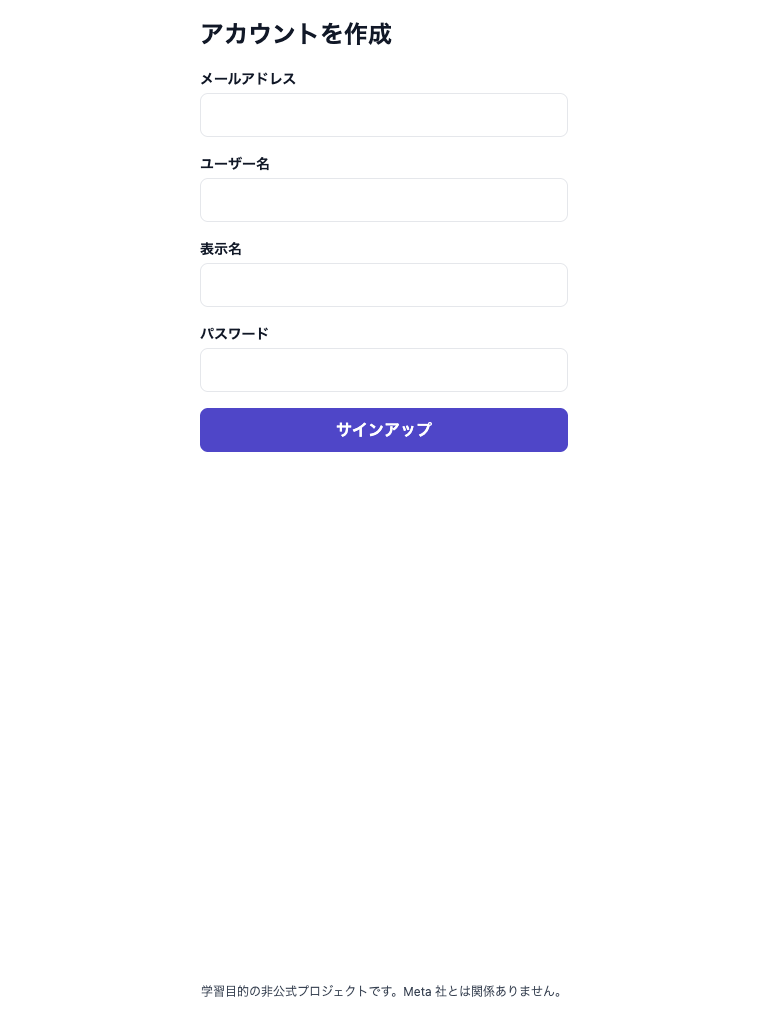 アカウントを作成
メールアドレス
ユーザー名
表示名
パスワード
サインアップ
学習目的の非公式プロジェクトです。Meta 社とは関係ありません。